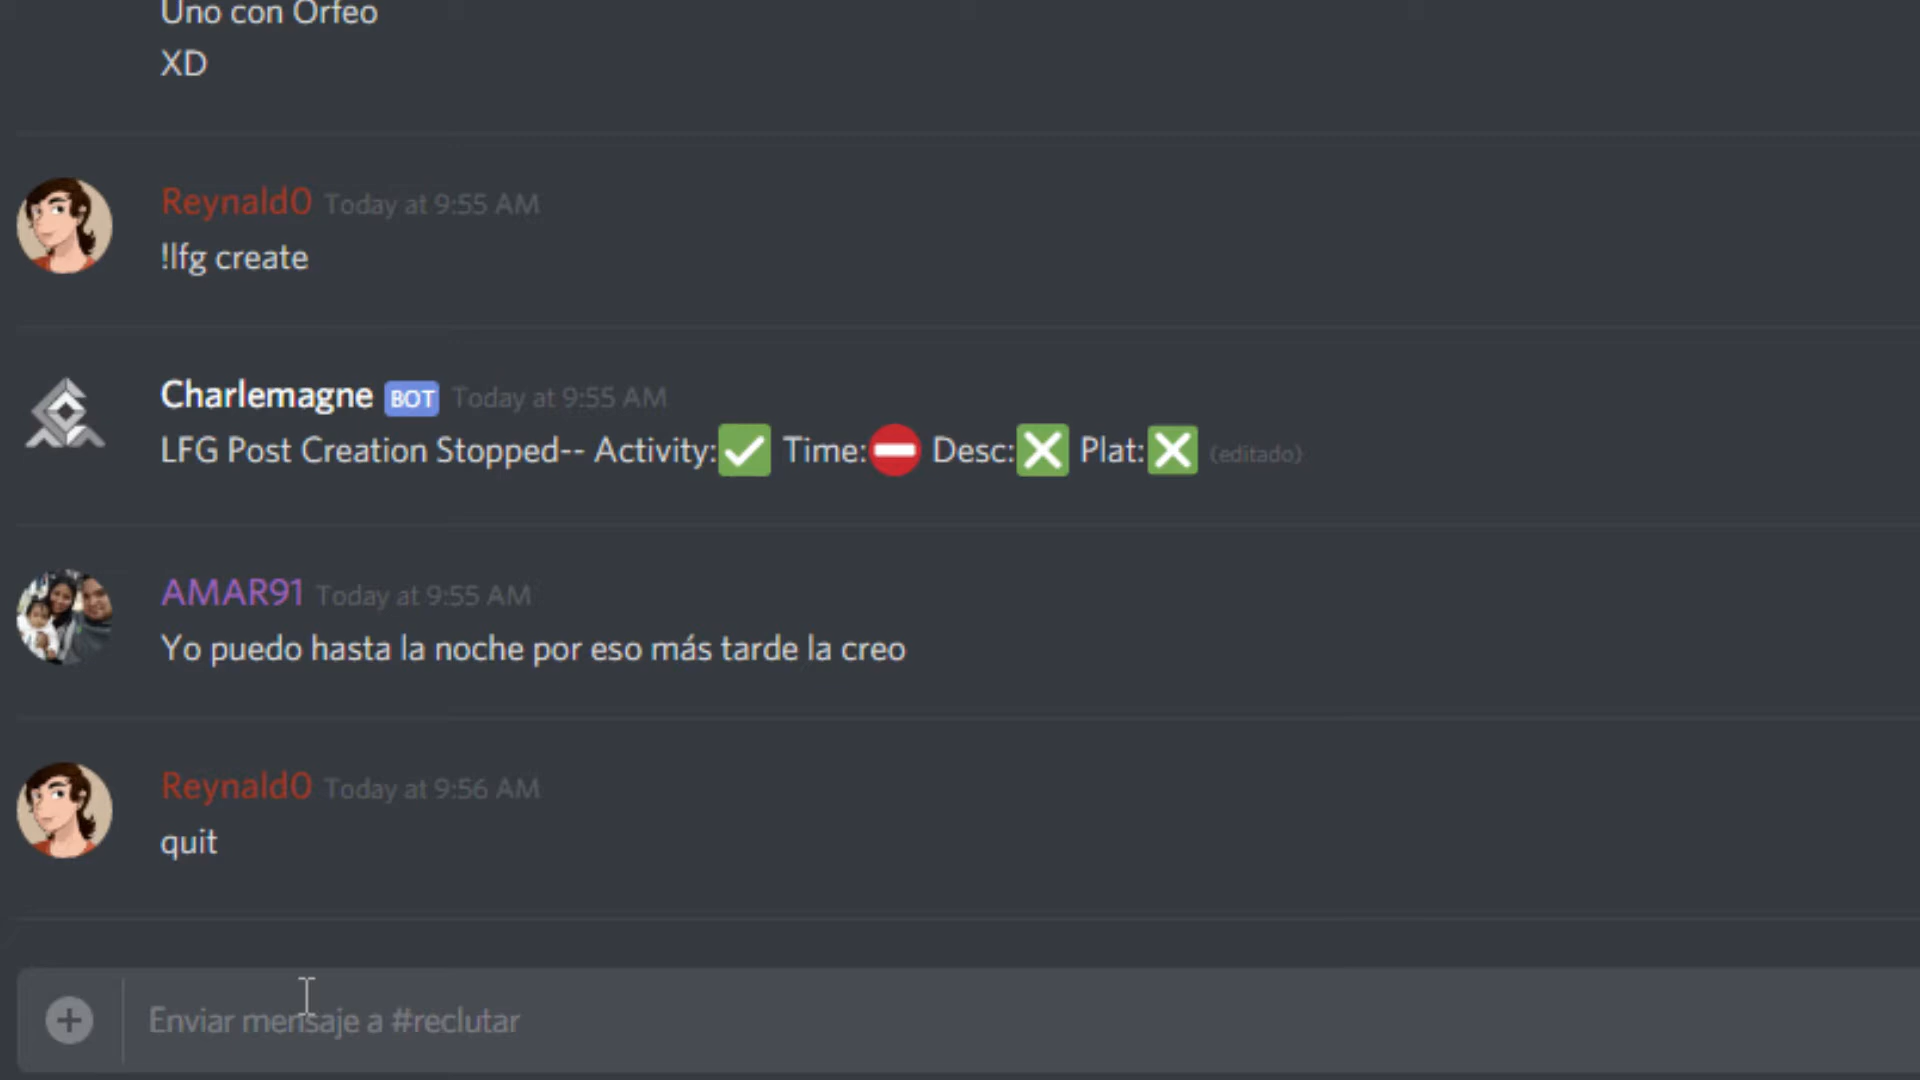 Uno con Orfeo
XD
Reynald0 Today at 9:55 AM
!lfg create
Charlemagne BOT Today at 9:55 AM
LFG Post Creation Stopped-- Activity:✅ Time:⛔ Desc:❎ Plat:❎ (editado)
AMAR91 Today at 9:55 AM
Yo puedo hasta la noche por eso más tarde la creo
Reynald0 Today at 9:56 AM
quit
Enviar mensaje a #reclutar